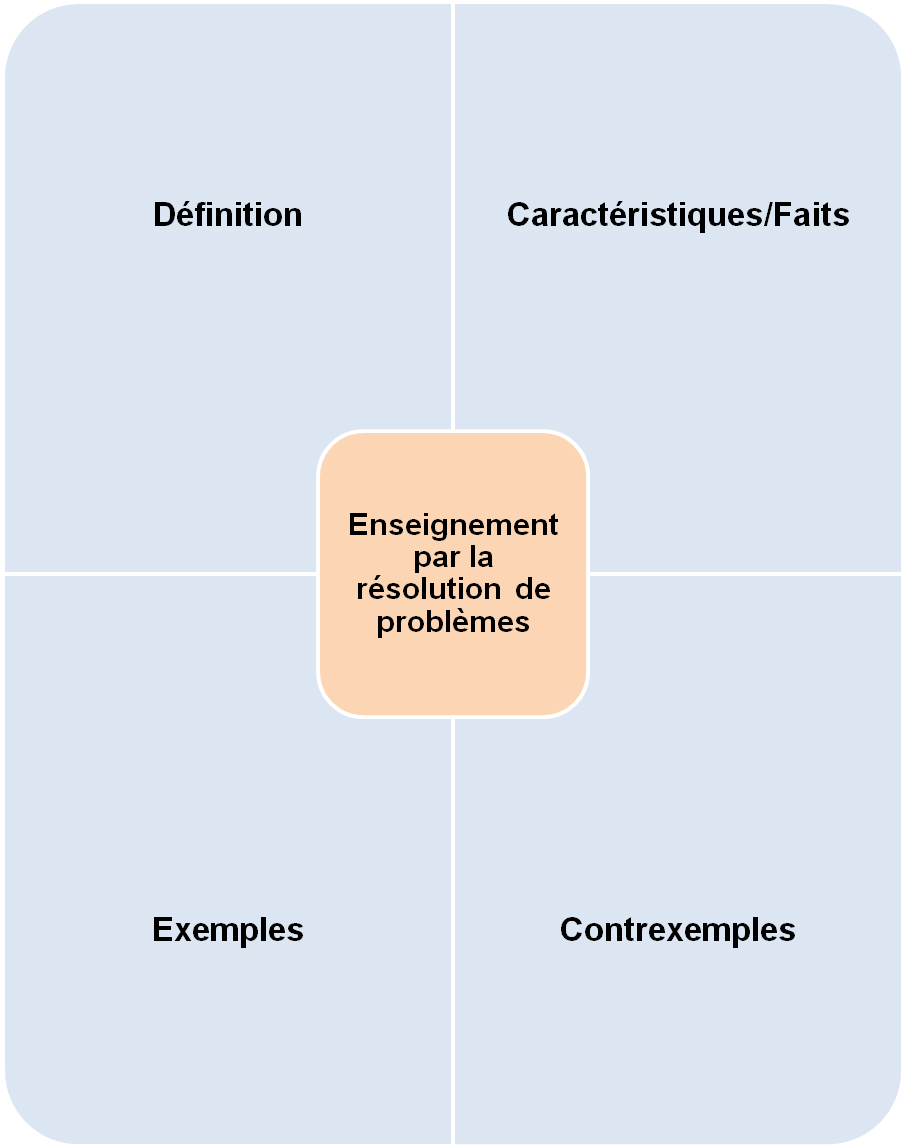 Définition
Caractéristiques/Faits
Enseignement
par la
résolution de
problèmes
Exemples
Contrexemples